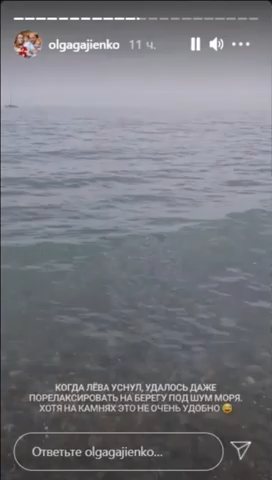 olgagajienko 11 ч.
КОГДА ЛЁВА УСНУЛ, УДАЛОСЬ ДАЖЕ
ПОРЕЛАКСИРОВАТЬ НА БЕРЕГУ ПОД ШУМ МОРЯ.
ХОТЯ НА КАМНЯХ ЭТО НЕ ОЧЕНЬ УДОБНО 😅
Ответьте olgagajienko...